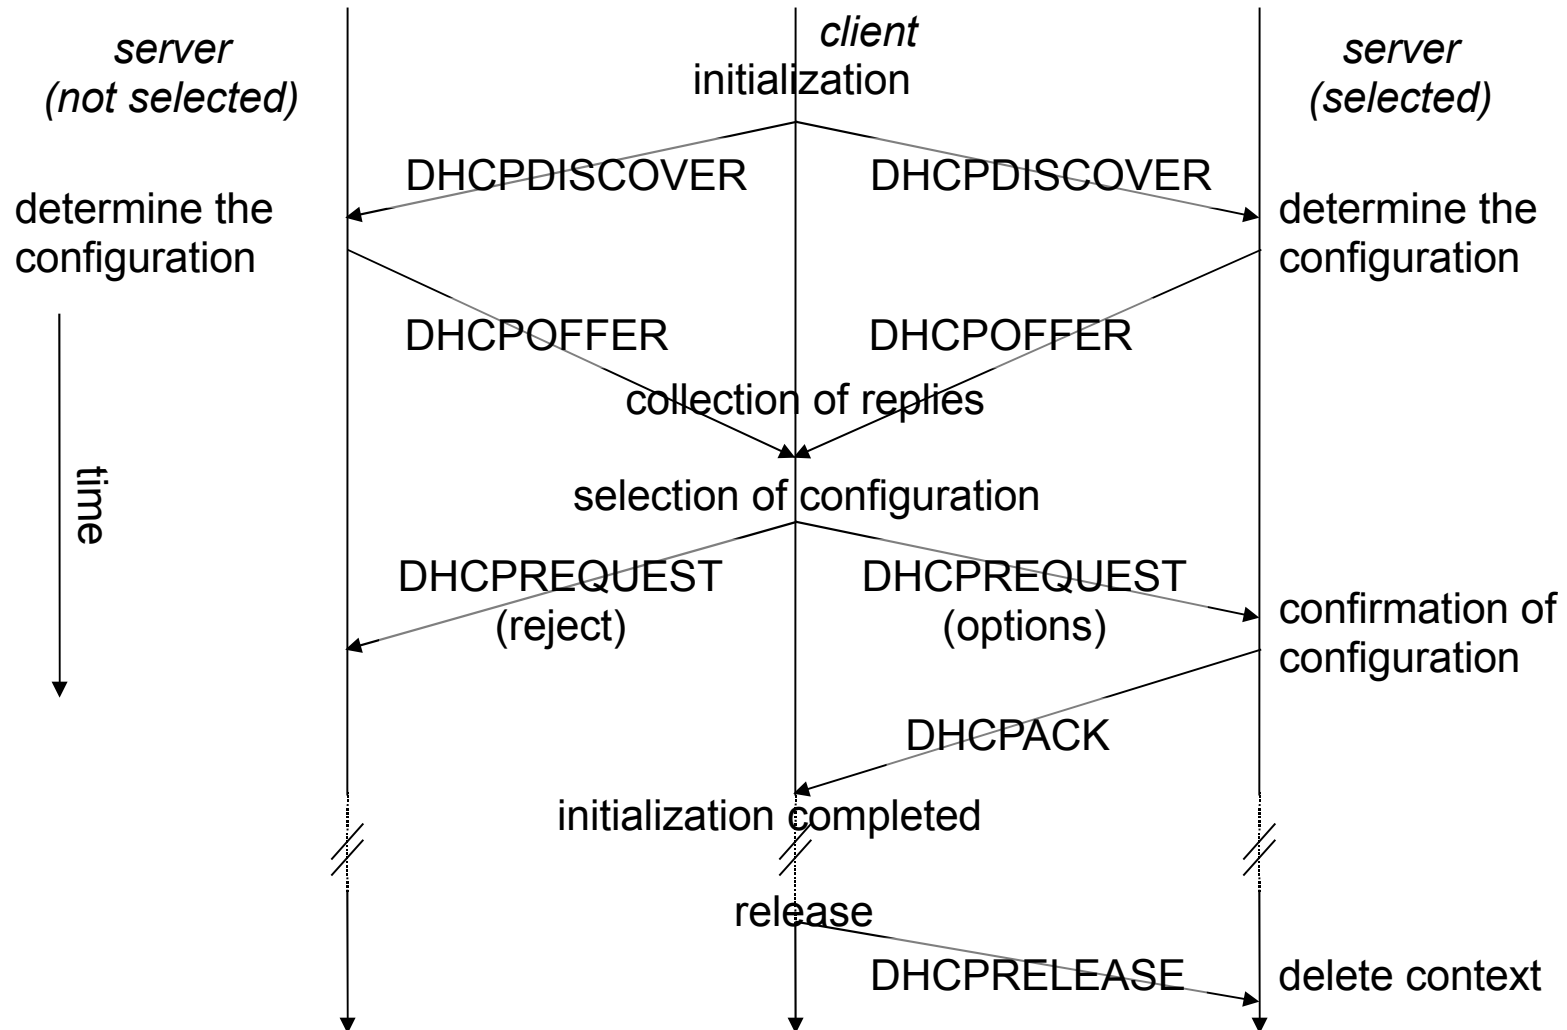 server
(not selected)
client
initialization
server
(selected)
DHCPDISCOVER
DHCPDISCOVER
determine the
configuration
determine the
configuration
DHCPOFFER
DHCPOFFER
collection of replies
time
selection of configuration
DHCPREQUEST
(reject)
DHCPREQUEST
(options)
confirmation of
configuration
DHCPACK
initialization completed
release
DHCPRELEASE
delete context